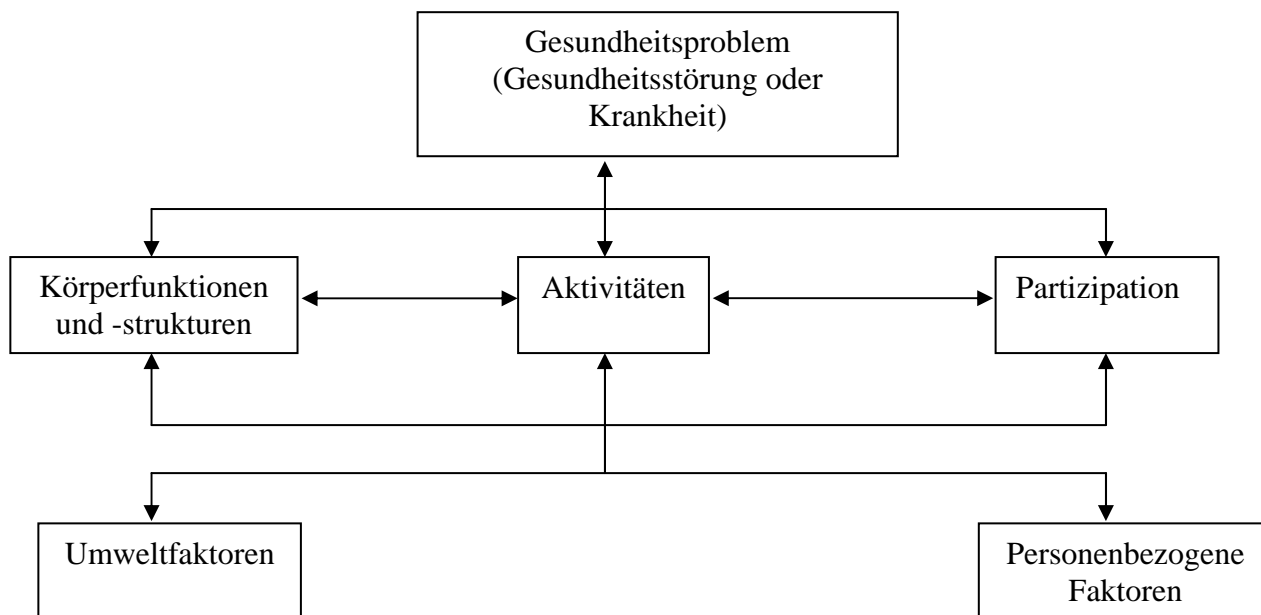 Gesundheitsproblem
(Gesundheitsstörung oder
Krankheit)
Körperfunktionen
und -strukturen
Aktivitäten
Partizipation
Umweltfaktoren
Personenbezogene
Faktoren